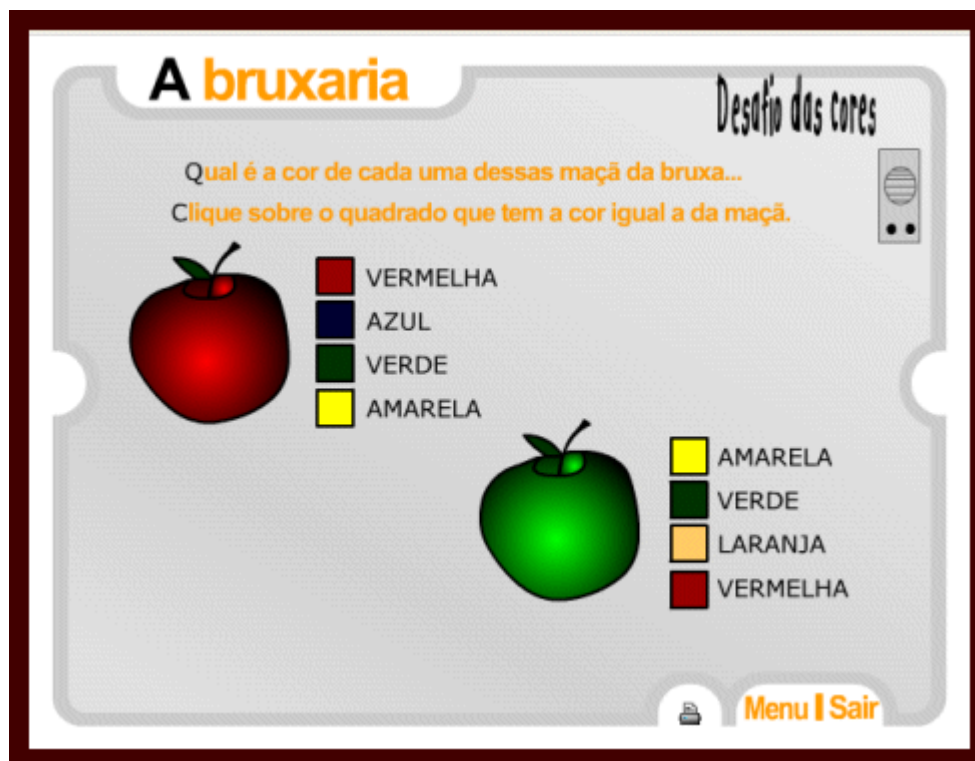 A bruxaria
Desafio das cores
Qual é a cor de cada uma dessas maçã da bruxa...
Clique sobre o quadrado que tem a cor igual a da maçã.
VERMELHA
AZUL
VERDE
AMARELA
AMARELA
VERDE
LARANJA
VERMELHA
Menu | Sair